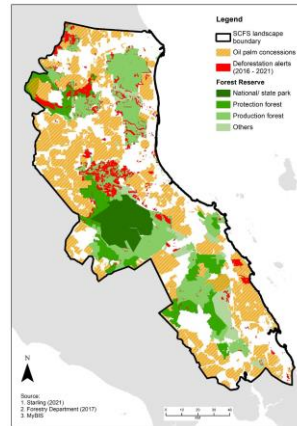 Legend
SCFS landscape
boundary
Oil palm concessions
Deforestation alerts
(2016 - 2021)
Forest Reserve
National/ state park
Protection forest
Production forest
Others
N
Source:
1. Starling (2021)
2. Forestry Department (2017)
3. MyBIS